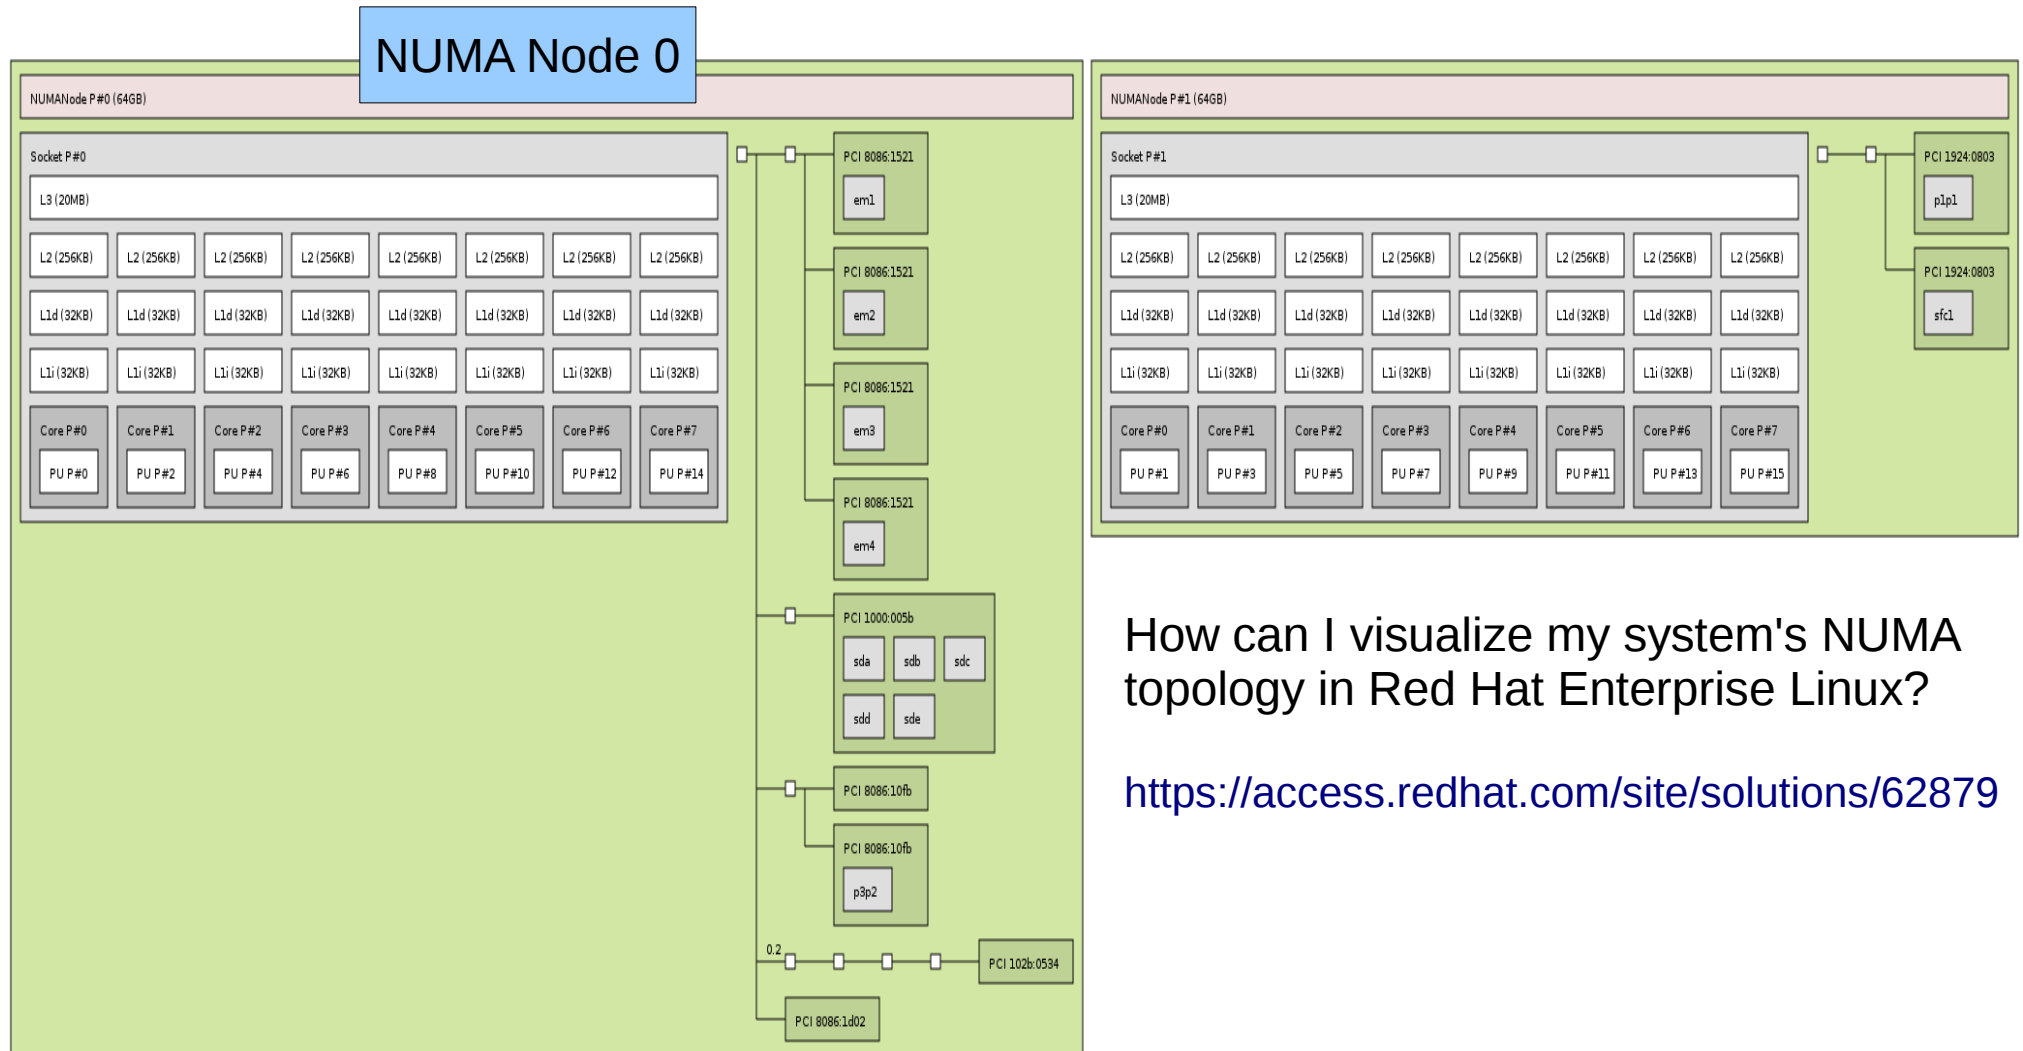 NUMA Node 0
NUMANode P#0 (64GB)
Socket P#0
L3 (20MB)
L2 (256KB) L2 (256KB) L2 (256KB) L2 (256KB) L2 (256KB) L2 (256KB) L2 (256KB) L2 (256KB)
L1d (32KB) L1d (32KB) L1d (32KB) L1d (32KB) L1d (32KB) L1d (32KB) L1d (32KB) L1d (32KB)
L1i (32KB) L1i (32KB) L1i (32KB) L1i (32KB) L1i (32KB) L1i (32KB) L1i (32KB) L1i (32KB)
Core P#0 Core P#1 Core P#2 Core P#3 Core P#4 Core P#5 Core P#6 Core P#7
PU P#0 PU P#2 PU P#4 PU P#6 PU P#8 PU P#10 PU P#12 PU P#14
PCI 8086:1521
em1
PCI 8086:1521
em2
PCI 8086:1521
em3
PCI 8086:1521
em4
PCI 1000:005b
sda sdb sdc
sdd sde
PCI 8086:10fb
PCI 8086:10fb
p3p2
0.2
PCI 102b:0534
PCI 8086:1d02
NUMANode P#1 (64GB)
Socket P#1
L3 (20MB)
L2 (256KB) L2 (256KB) L2 (256KB) L2 (256KB) L2 (256KB) L2 (256KB) L2 (256KB) L2 (256KB)
L1d (32KB) L1d (32KB) L1d (32KB) L1d (32KB) L1d (32KB) L1d (32KB) L1d (32KB) L1d (32KB)
L1i (32KB) L1i (32KB) L1i (32KB) L1i (32KB) L1i (32KB) L1i (32KB) L1i (32KB) L1i (32KB)
Core P#0 Core P#1 Core P#2 Core P#3 Core P#4 Core P#5 Core P#6 Core P#7
PU P#1 PU P#3 PU P#5 PU P#7 PU P#9 PU P#11 PU P#13 PU P#15
PCI 1924:0803
p1p1
PCI 1924:0803
sfc1
How can I visualize my system's NUMA
topology in Red Hat Enterprise Linux?
https://access.redhat.com/site/solutions/62879